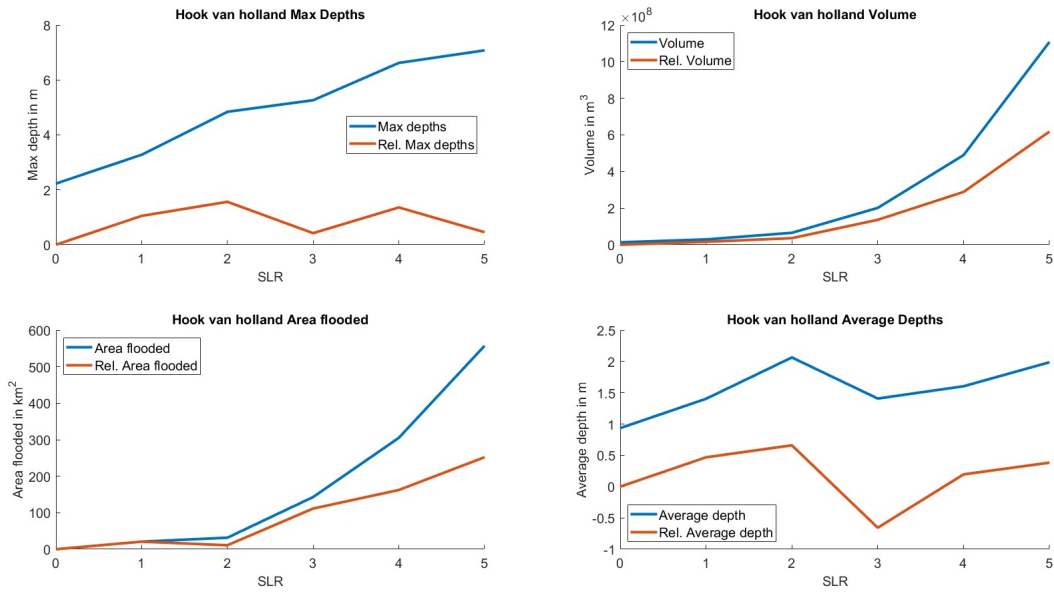 Hook van holland Max Depths
Max depth in m
8
6
4
2
0
Max depths
Rel. Max depths
0 1 2 3 4 5
SLR
Hook van holland Volume
×10⁸
Volume in m³
12
10
8
6
4
2
0
Volume
Rel. Volume
0 1 2 3 4 5
SLR
Hook van holland Area flooded
Area flooded in km²
600
500
400
300
200
100
0
Area flooded
Rel. Area flooded
0 1 2 3 4 5
SLR
Hook van holland Average Depths
Average depth in m
2.5
2
1.5
1
0.5
0
-0.5
-1
Average depth
Rel. Average depth
0 1 2 3 4 5
SLR